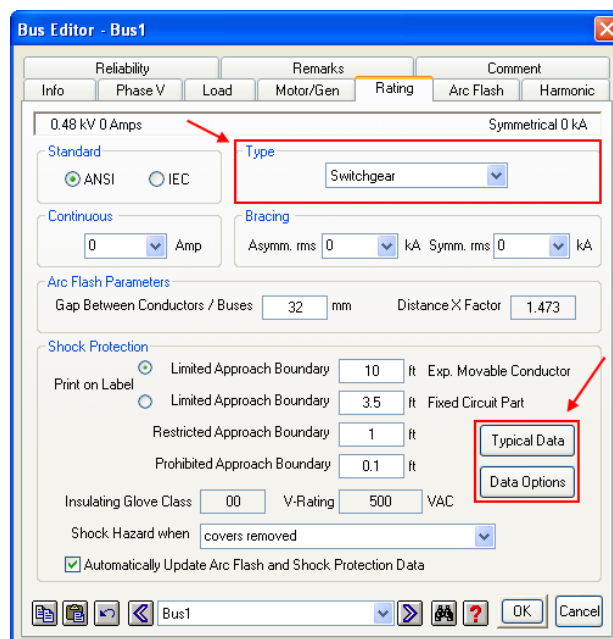 Bus Editor - Bus1
Reliability Remarks Comment
Info Phase V Load Motor/Gen Rating Arc Flash Harmonic
0.48 kV 0 Amps Symmetrical 0 kA
Standard
ANSI IEC
Type
Switchgear
Continuous
0 Amp
Bracing
Asymm. rms 0 kA Symm. rms 0 kA
Arc Flash Parameters
Gap Between Conductors / Buses 32 mm Distance X Factor 1.473
Shock Protection
Print on Label
Limited Approach Boundary 10 ft Exp. Movable Conductor
Limited Approach Boundary 3.5 ft Fixed Circuit Part
Restricted Approach Boundary 1 ft
Prohibited Approach Boundary 0.1 ft
Typical Data
Data Options
Insulating Glove Class 00 V-Rating 500 VAC
Shock Hazard when covers removed
Automatically Update Arc Flash and Shock Protection Data
Bus1 ? OK Cancel